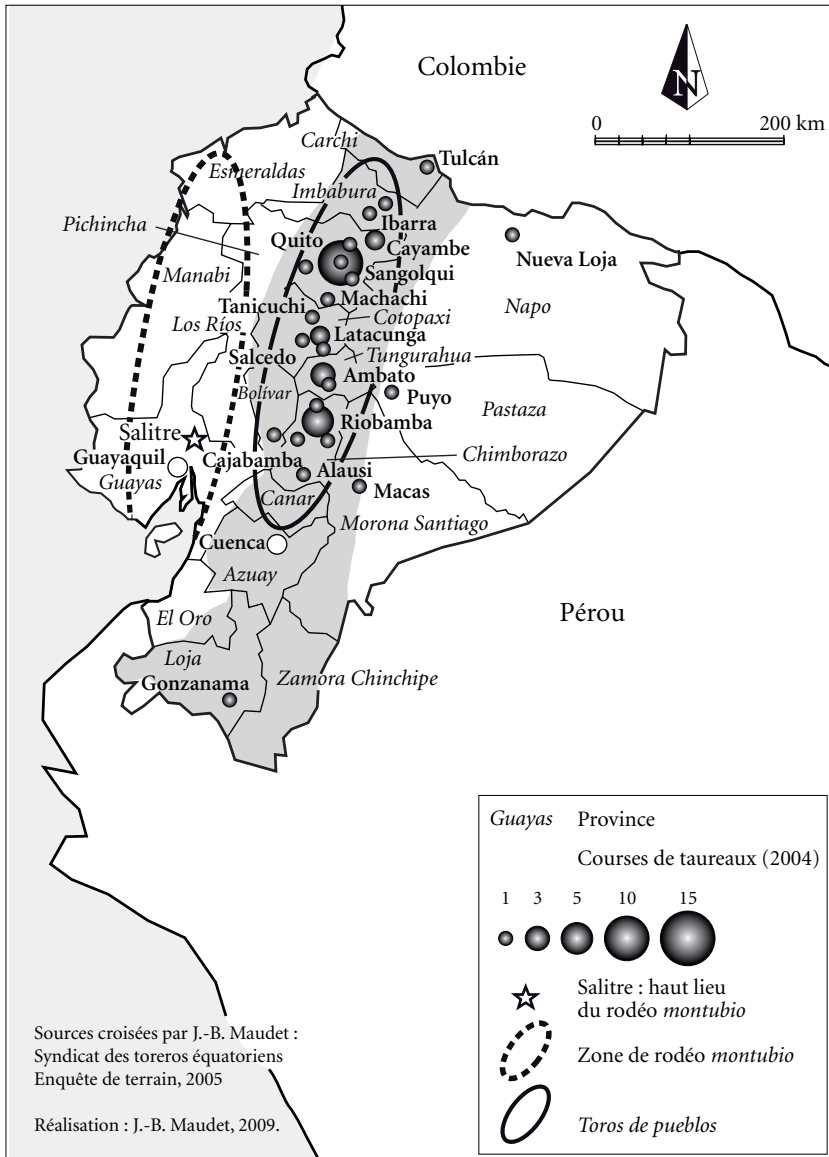 Colombie
N
0 200 km
Carchi
Tulcán
Esmeraldas
Imbabura
Pichincha
Ibarra
Quito
Cayambe
Nueva Loja
Sangolqui
Manabi
Machachi
Napo
Tanicuchi
Cotopaxi
Los Ríos
Latacunga
Salcedo
Tungurahua
Ambato
Bolívar
Puyo
Pastaza
Riobamba
Salitre
Guayaquil
Cajabamba
Chimborazo
Alausi
Guayas
Macas
Canar
Morona Santiago
Cuenca
Azuay
Pérou
El Oro
Loja
Zamora Chinchipe
Gonzanama
Guayas Province
Courses de taureaux (2004)
1 3 5 10 15
Salitre : haut lieu
du rodéo montubio
Zone de rodéo montubio
Toros de pueblos
Sources croisées par J.-B. Maudet :
Syndicat des toreros équatoriens
Enquête de terrain, 2005
Réalisation : J.-B. Maudet, 2009.